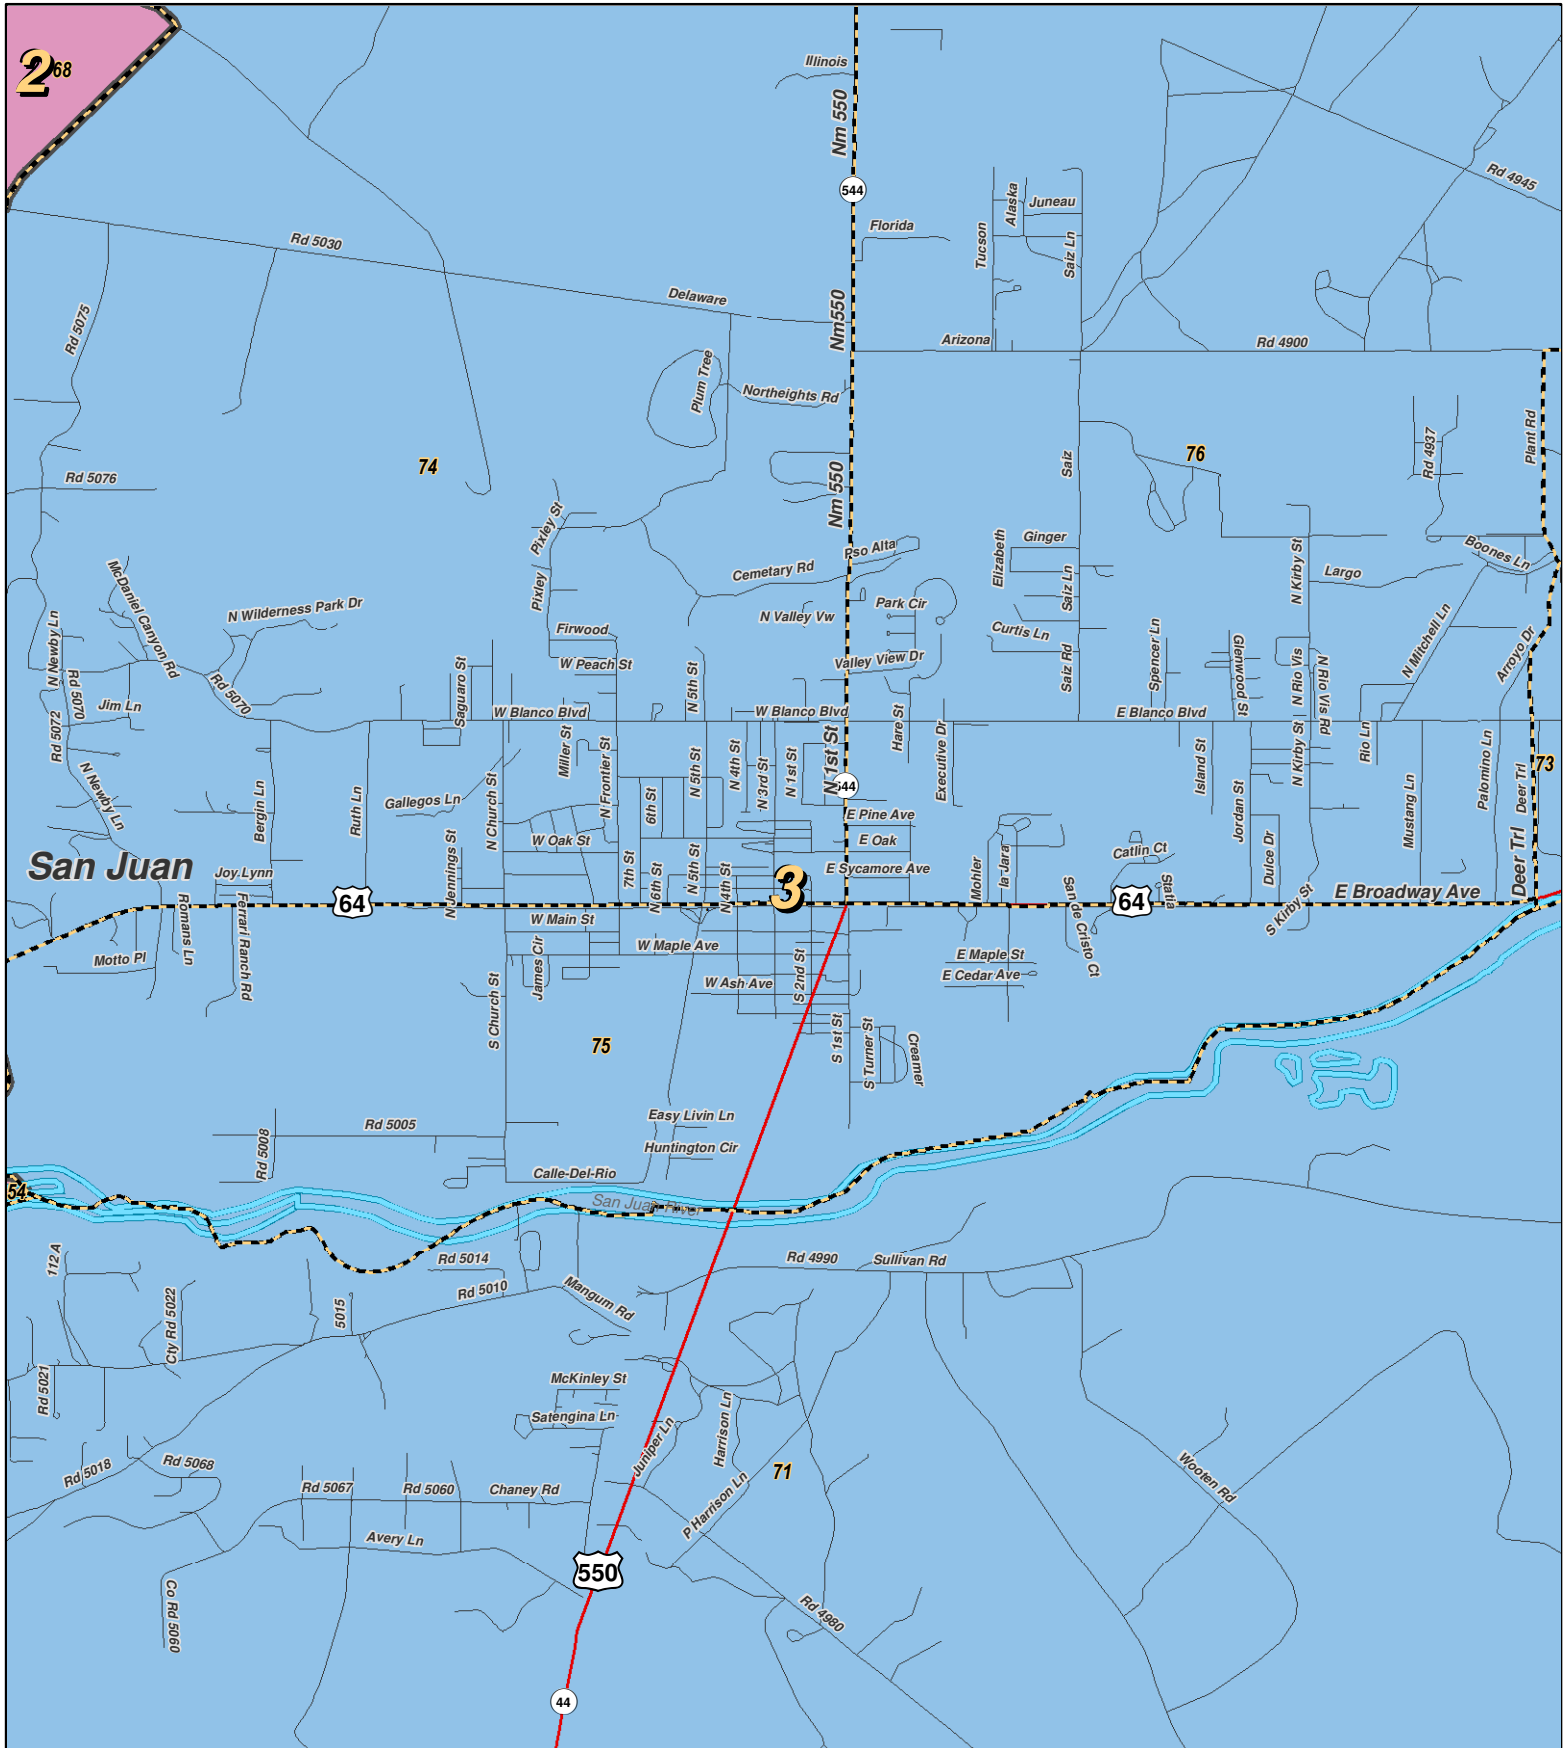 2
68
Illinois
Nm 550
544
Rd 4945
Alaska
Juneau
Florida
Tucson
Saiz Ln
Rd 5030
Delaware
Rd 5075
Nm550
Arizona
Rd 4900
Plum Tree
Northeights Rd
74
76
Plant Rd
Rd 4937
Saiz
Rd 5076
Nm 550
Pixley St
Pso Alta
Ginger
Elizabeth
N Kirby St
Boones Ln
Largo
McDaniel Canyon Rd
Cemetary Rd
Pixley
Saiz Ln
N Wilderness Park Dr
N Valley Vw
Park Cir
Firwood
Curtis Ln
N Newby Ln
Spencer Ln
Glenwood St
N Mitchell Ln
Arroyo Dr
W Peach St
Valley View Dr
Saiz Rd
N Rio Vis
N Rio Vis Rd
Rd 5070
Rd 5070
Saguaro St
N 5th St
Jim Ln
W Blanco Blvd
W Blanco Blvd
E Blanco Blvd
Rd 5072
Hare St
Miller St
N Frontier St
N 1st St
Executive Dr
Island St
N Kirby St
Rio Ln
Palomino Ln
73
N Newby Ln
N 5th St
N 4th St
N 3rd St
N 1st St
544
Deer Trl
Bergin Ln
Ruth Ln
Gallegos Ln
N Church St
6th St
E Pine Ave
Jordan St
Mustang Ln
W Oak St
E Oak
Catlin Ct
Dulce Dr
San Juan
Joy Lynn
N Jennings St
7th St
N 6th St
N 5th St
N 4th St
3
E Sycamore Ave
Mohler
la Jara
Staia
Deer Trl
64
64
E Broadway Ave
Romans Ln
Ferrari Ranch Rd
W Main St
San de Cristo Ct
S Kirby St
Motto Pl
James Cir
W Maple Ave
E Maple St
E Cedar Ave
W Ash Ave
S 2nd St
S Church St
75
S 1st St
S Turner St
Creamer
Easy Livin Ln
Rd 5005
Rd 5008
Huntington Cir
Calle-Del-Rio
54
San Juan River
112 A
Rd 5014
Rd 4990
Sullivan Rd
Rd 5010
Mangum Rd
Cty Rd 5022
5015
Rd 5021
McKinley St
Satengina Ln
Harrison Ln
Juniper Ln
Rd 5018
Rd 5068
71
Wooten Rd
Rd 5067
Rd 5060
Chaney Rd
P Harrison Ln
Avery Ln
550
Co Rd 5060
Rd 4980
44